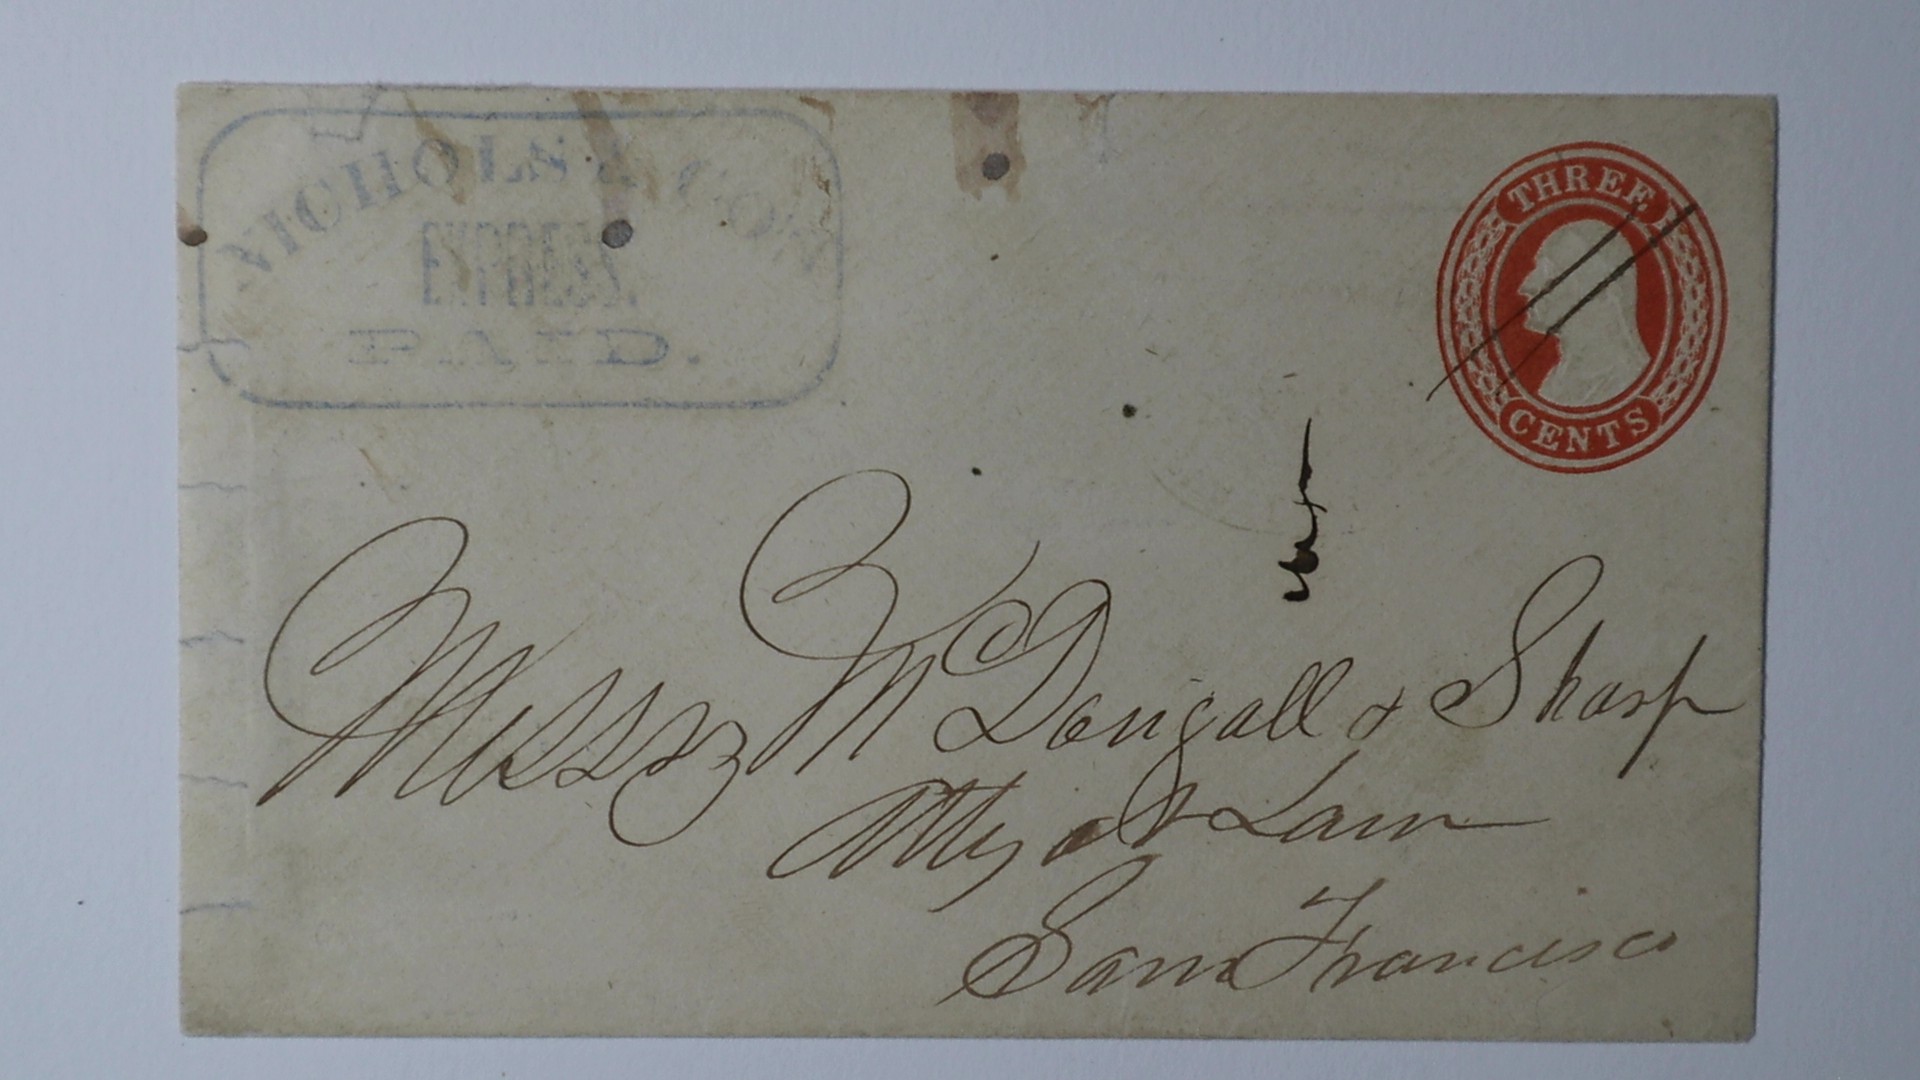 NICHOLS & CO'S
EXPRESS.
PAID.
THREE
CENTS
Messrs McDougall & Sharp
Atty at Law
San Francisco